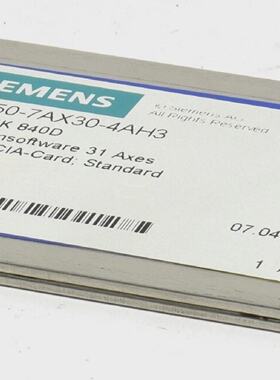 SIEMENS
© Siemens AG
All Rights Reserved
50-7AX30-4AH3
K 840D
nsoftware 31 Axes
CIA-Card; Standard
07.04
1